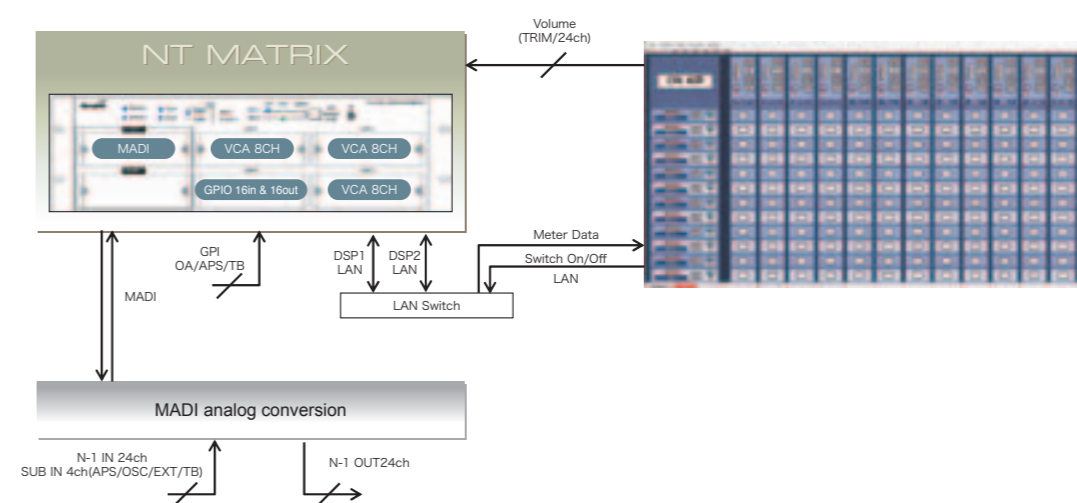 Volume
(TRIM/24ch)
NT MATRIX
MADI
VCA 8CH
VCA 8CH
GPIO 16in & 16out
VCA 8CH
GPI
OA/APS/TB
DSP1
LAN
DSP2
LAN
Meter Data
Switch On/Off
LAN
MADI
LAN Switch
MADI analog conversion
N-1 IN 24ch
SUB IN 4ch(APS/OSC/EXT/TB)
N-1 OUT24ch